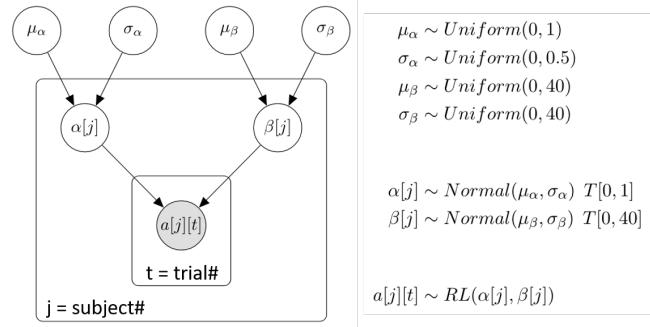 μ_α σ_α μ_β σ_β
α[j] β[j]
a[j][t]
t = trial#
j = subject#
μ_α ~ Uniform(0, 1)
σ_α ~ Uniform(0, 0.5)
μ_β ~ Uniform(0, 40)
σ_β ~ Uniform(0, 40)
α[j] ~ Normal(μ_α, σ_α) T[0, 1]
β[j] ~ Normal(μ_β, σ_β) T[0, 40]
a[j][t] ~ RL(α[j], β[j])